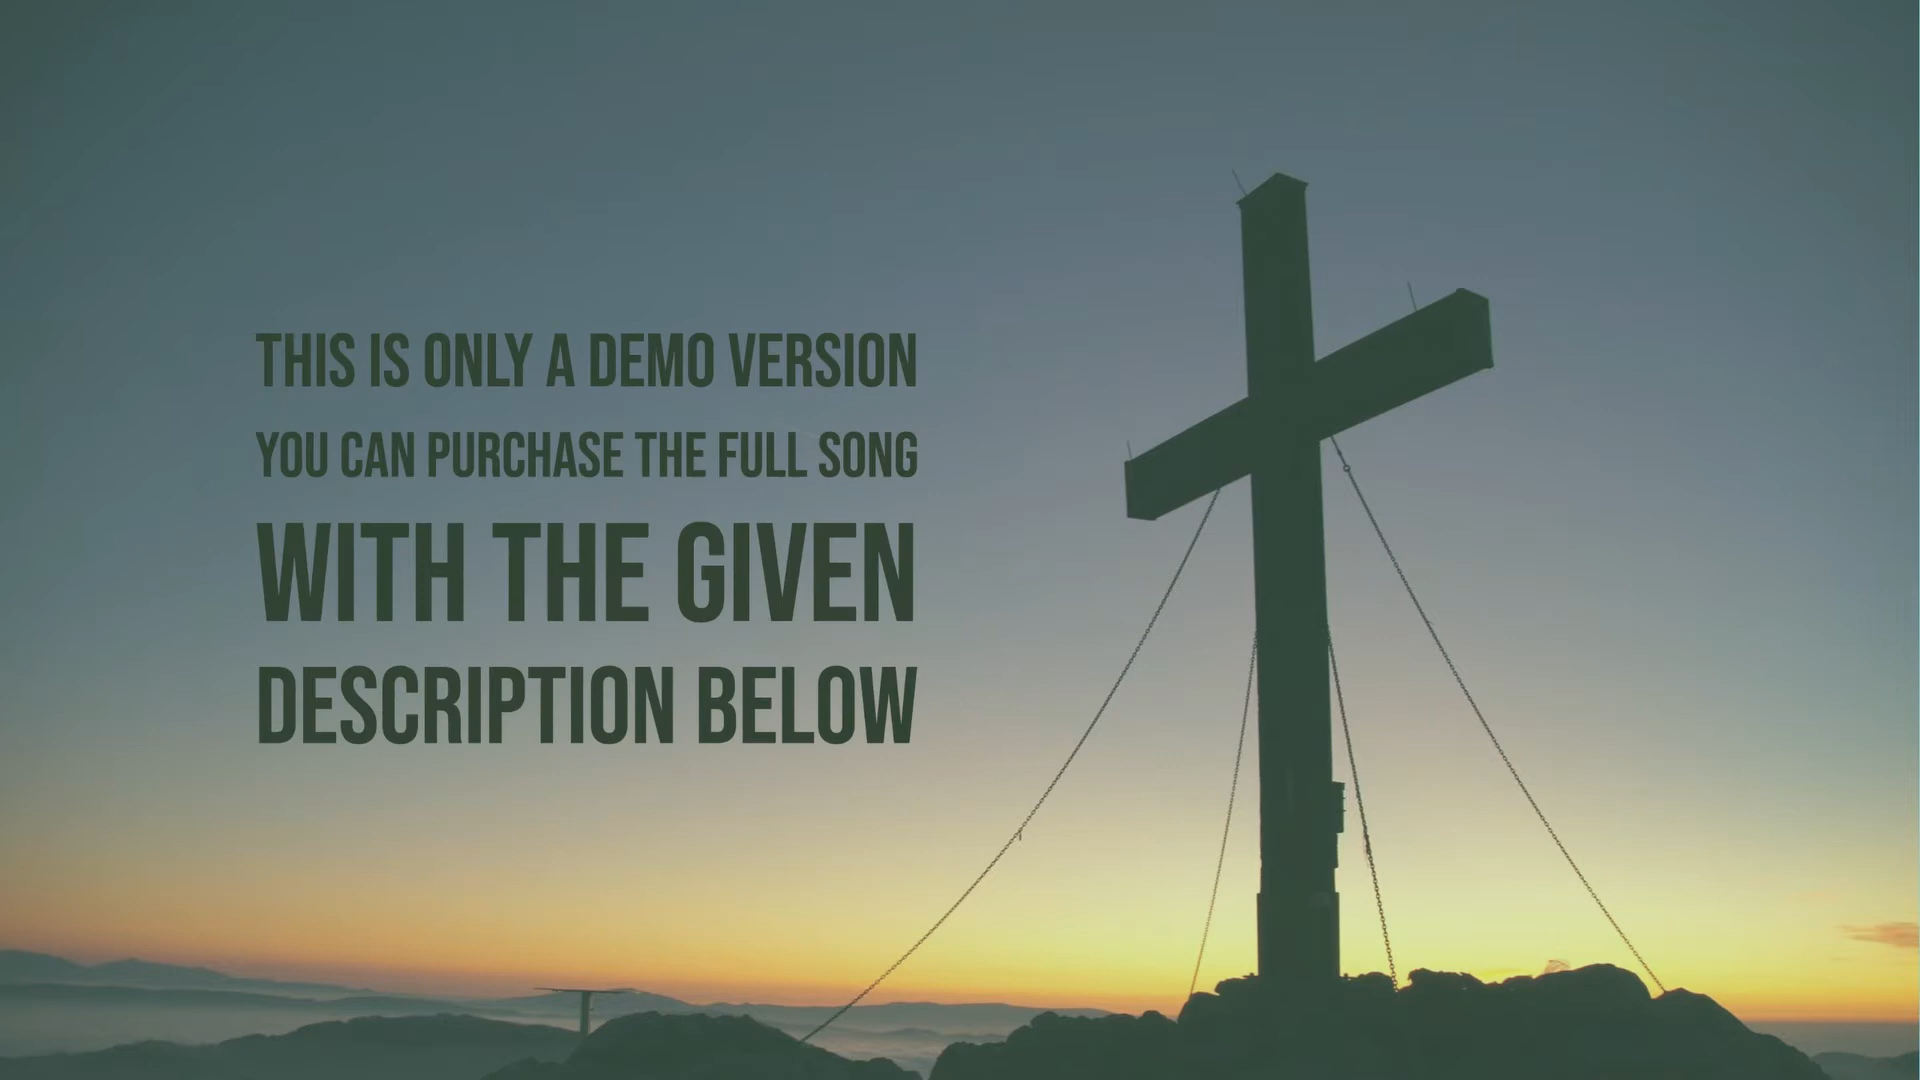 THIS IS ONLY A DEMO VERSION
YOU CAN PURCHASE THE FULL SONG
WITH THE GIVEN
DESCRIPTION BELOW